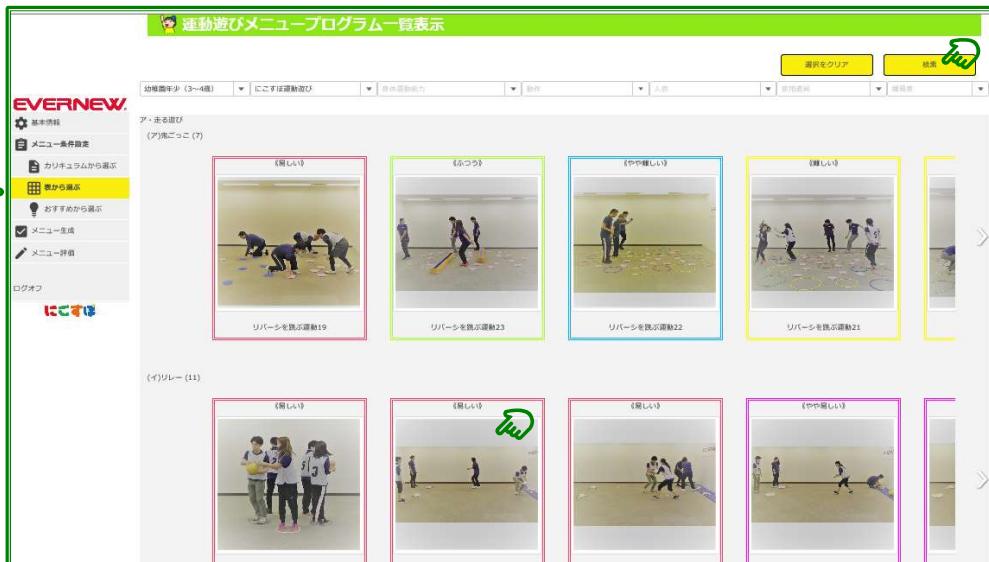 運動遊びメニュープログラム一覧表示
選択をクリア
検索
幼稚園年少（3～4歳）
にこすぽ運動遊び
身体運動能力
動作
人数
使用遊具
難易度
EVERNEW.
基本情報
メニュー条件設定
カリキュラムから選ぶ
表から選ぶ
おすすめから選ぶ
メニュー生成
メニュー評価
ログオフ
にこすぽ
ア・走る遊び
(ア)鬼ごっこ (7)
《易しい》
《ふつう》
《やや難しい》
《難しい》
リバーシを跳ぶ運動19
リバーシを跳ぶ運動23
リバーシを跳ぶ運動22
リバーシを跳ぶ運動21
(イ)リレー (11)
《易しい》
《易しい》
《易しい》
《やや易しい》